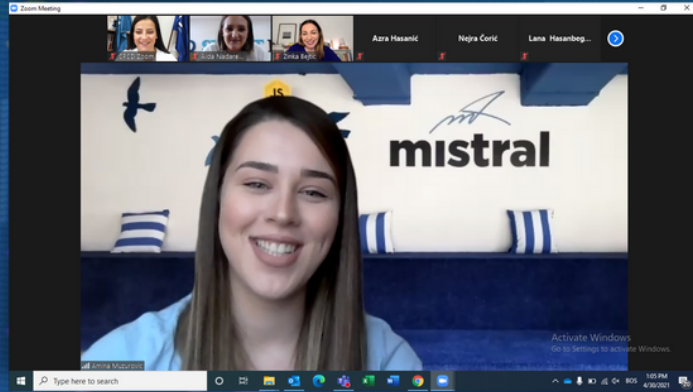 Zoom Meeting
CPCD Zoom
Aida Nadare...
Zinka Bejtić
Azra Hasanić
Nejra Ćorić
Lana Hasanbeg...
JS
mistral
Activate Windows
Go to Settings to activate Windows.
Amina Muzurović
Type here to search
BOS
1:05 PM
4/30/2021